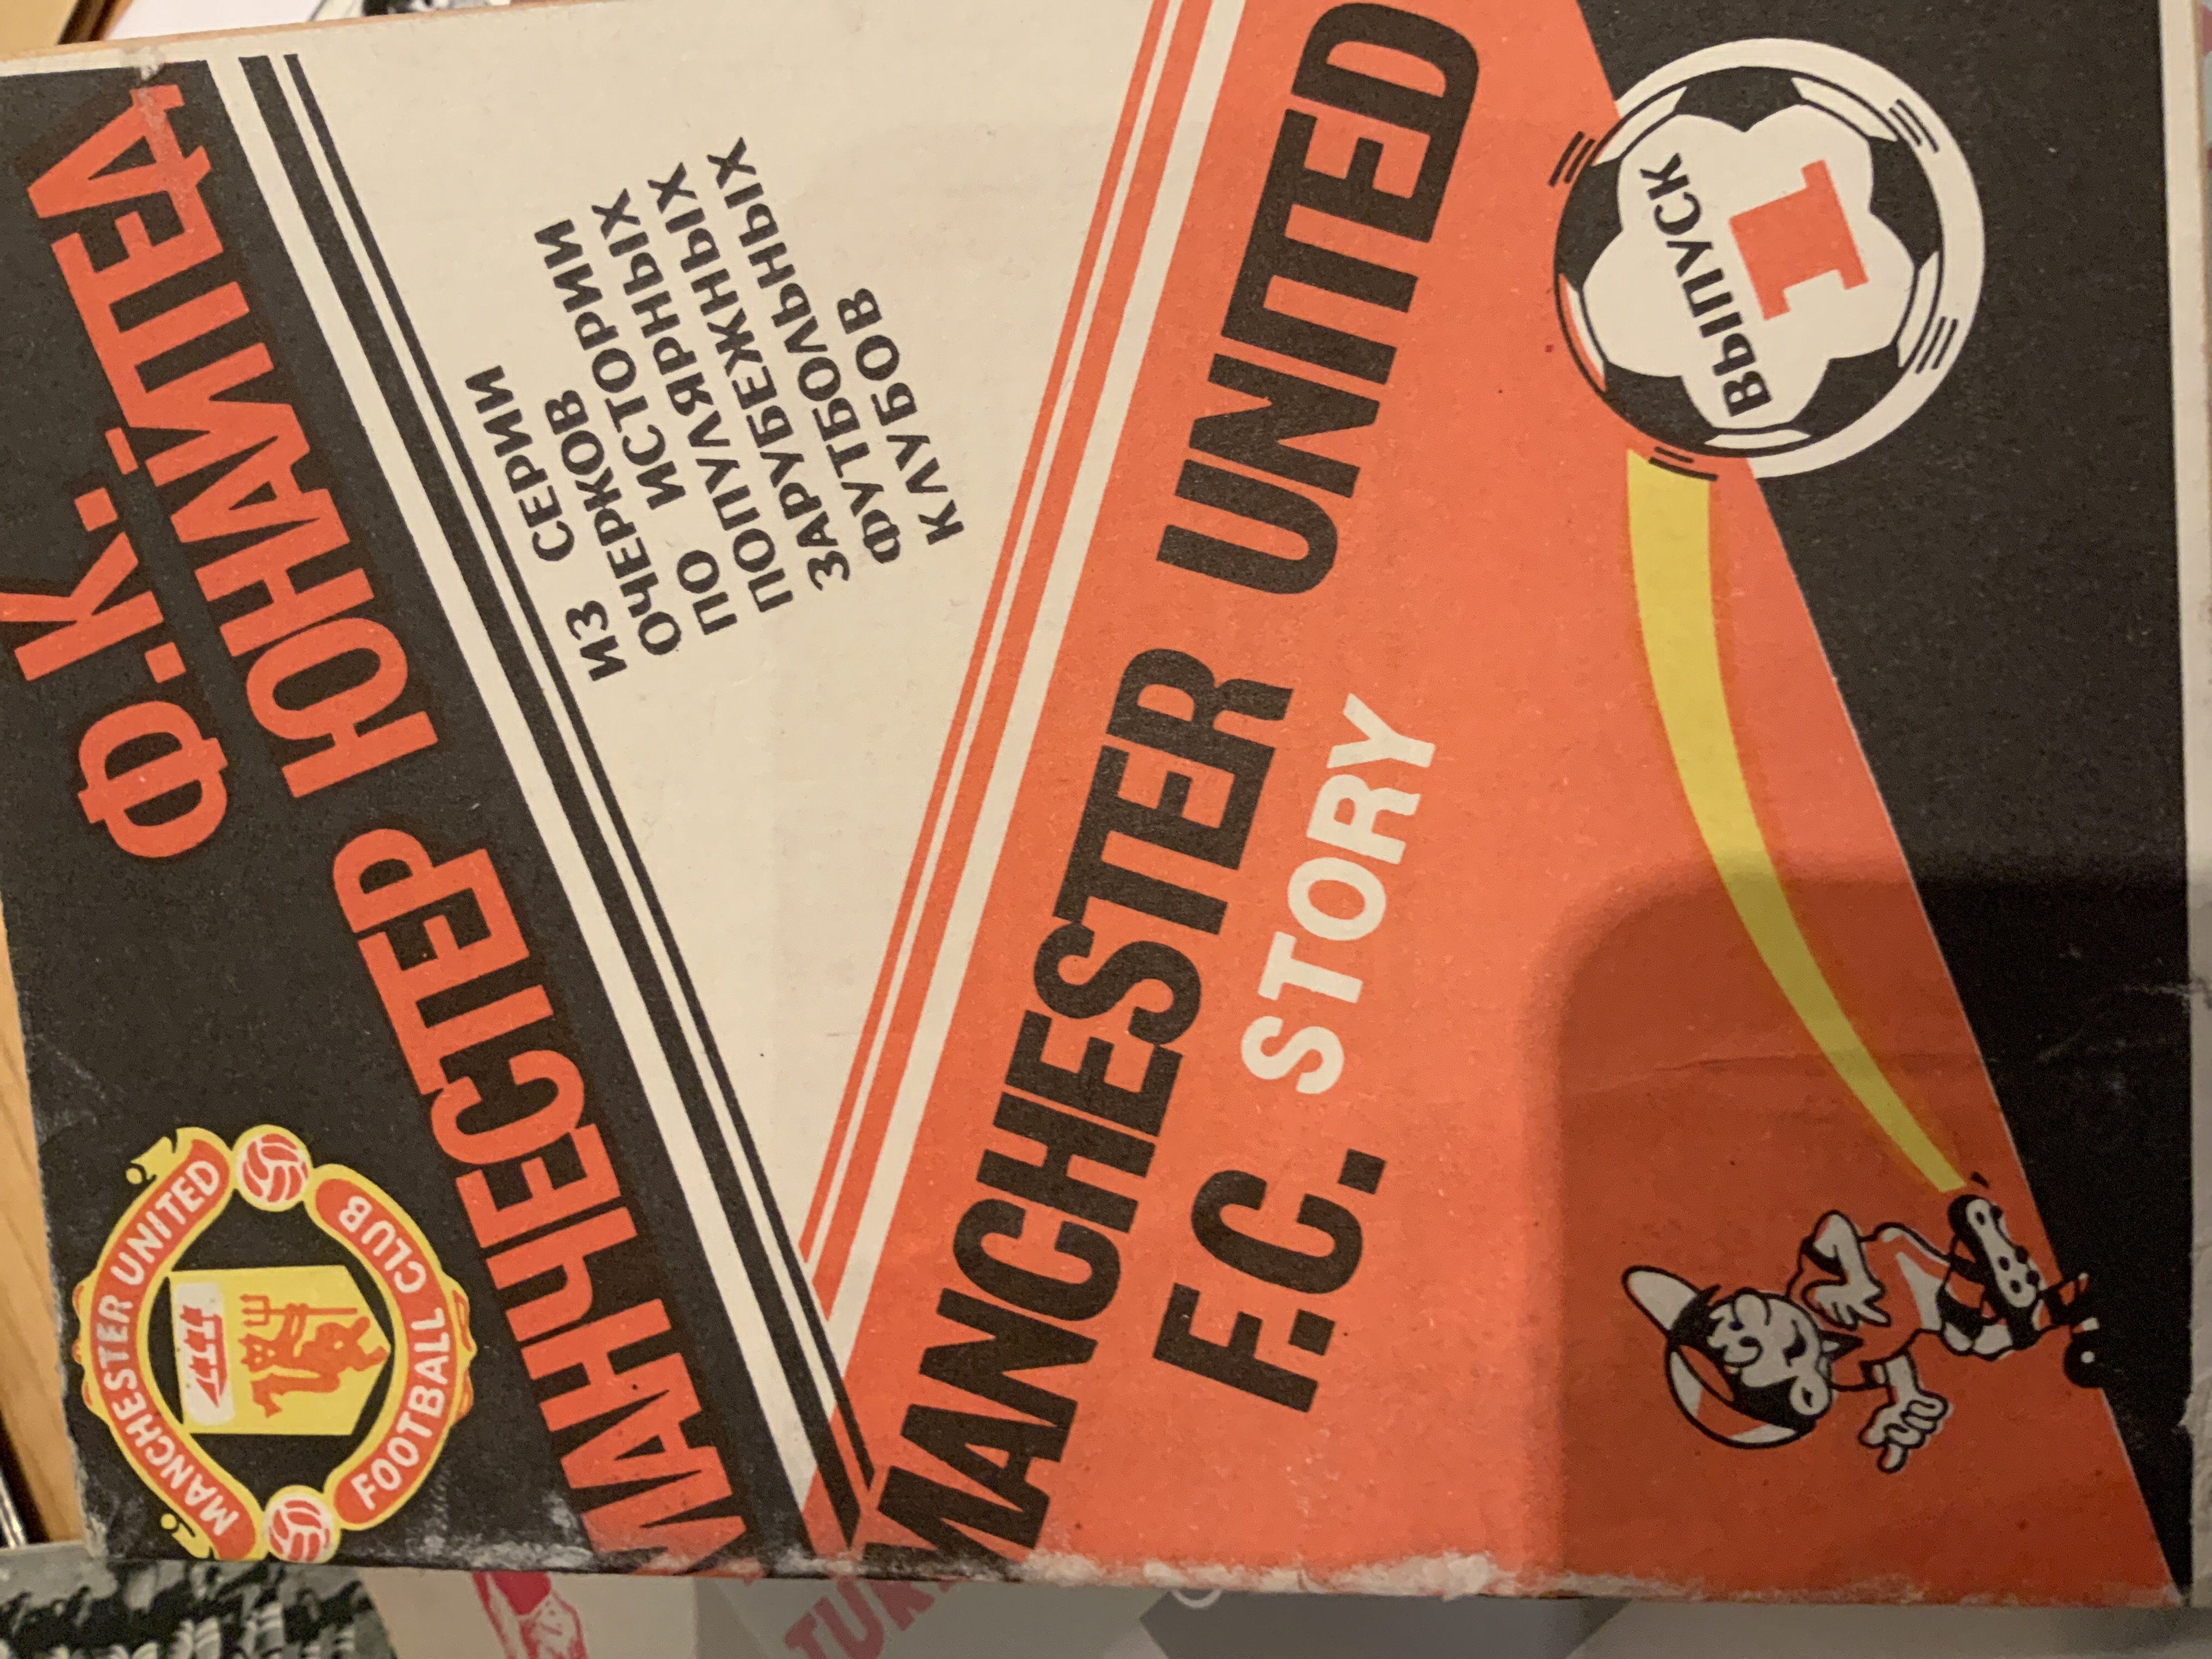 Ф.К.
МАНЧЕСТЕР ЮНАЙТЕД
MANCHESTER UNITED
FOOTBALL CLUB
ИЗ СЕРИИ
ОЧЕРКОВ
ПО ИСТОРИИ
ПОПУЛЯРНЫХ
ЗАРУБЕЖНЫХ
ФУТБОЛЬНЫХ
КЛУБОВ
MANCHESTER UNITED
F.C. STORY
ВЫПУСК
1